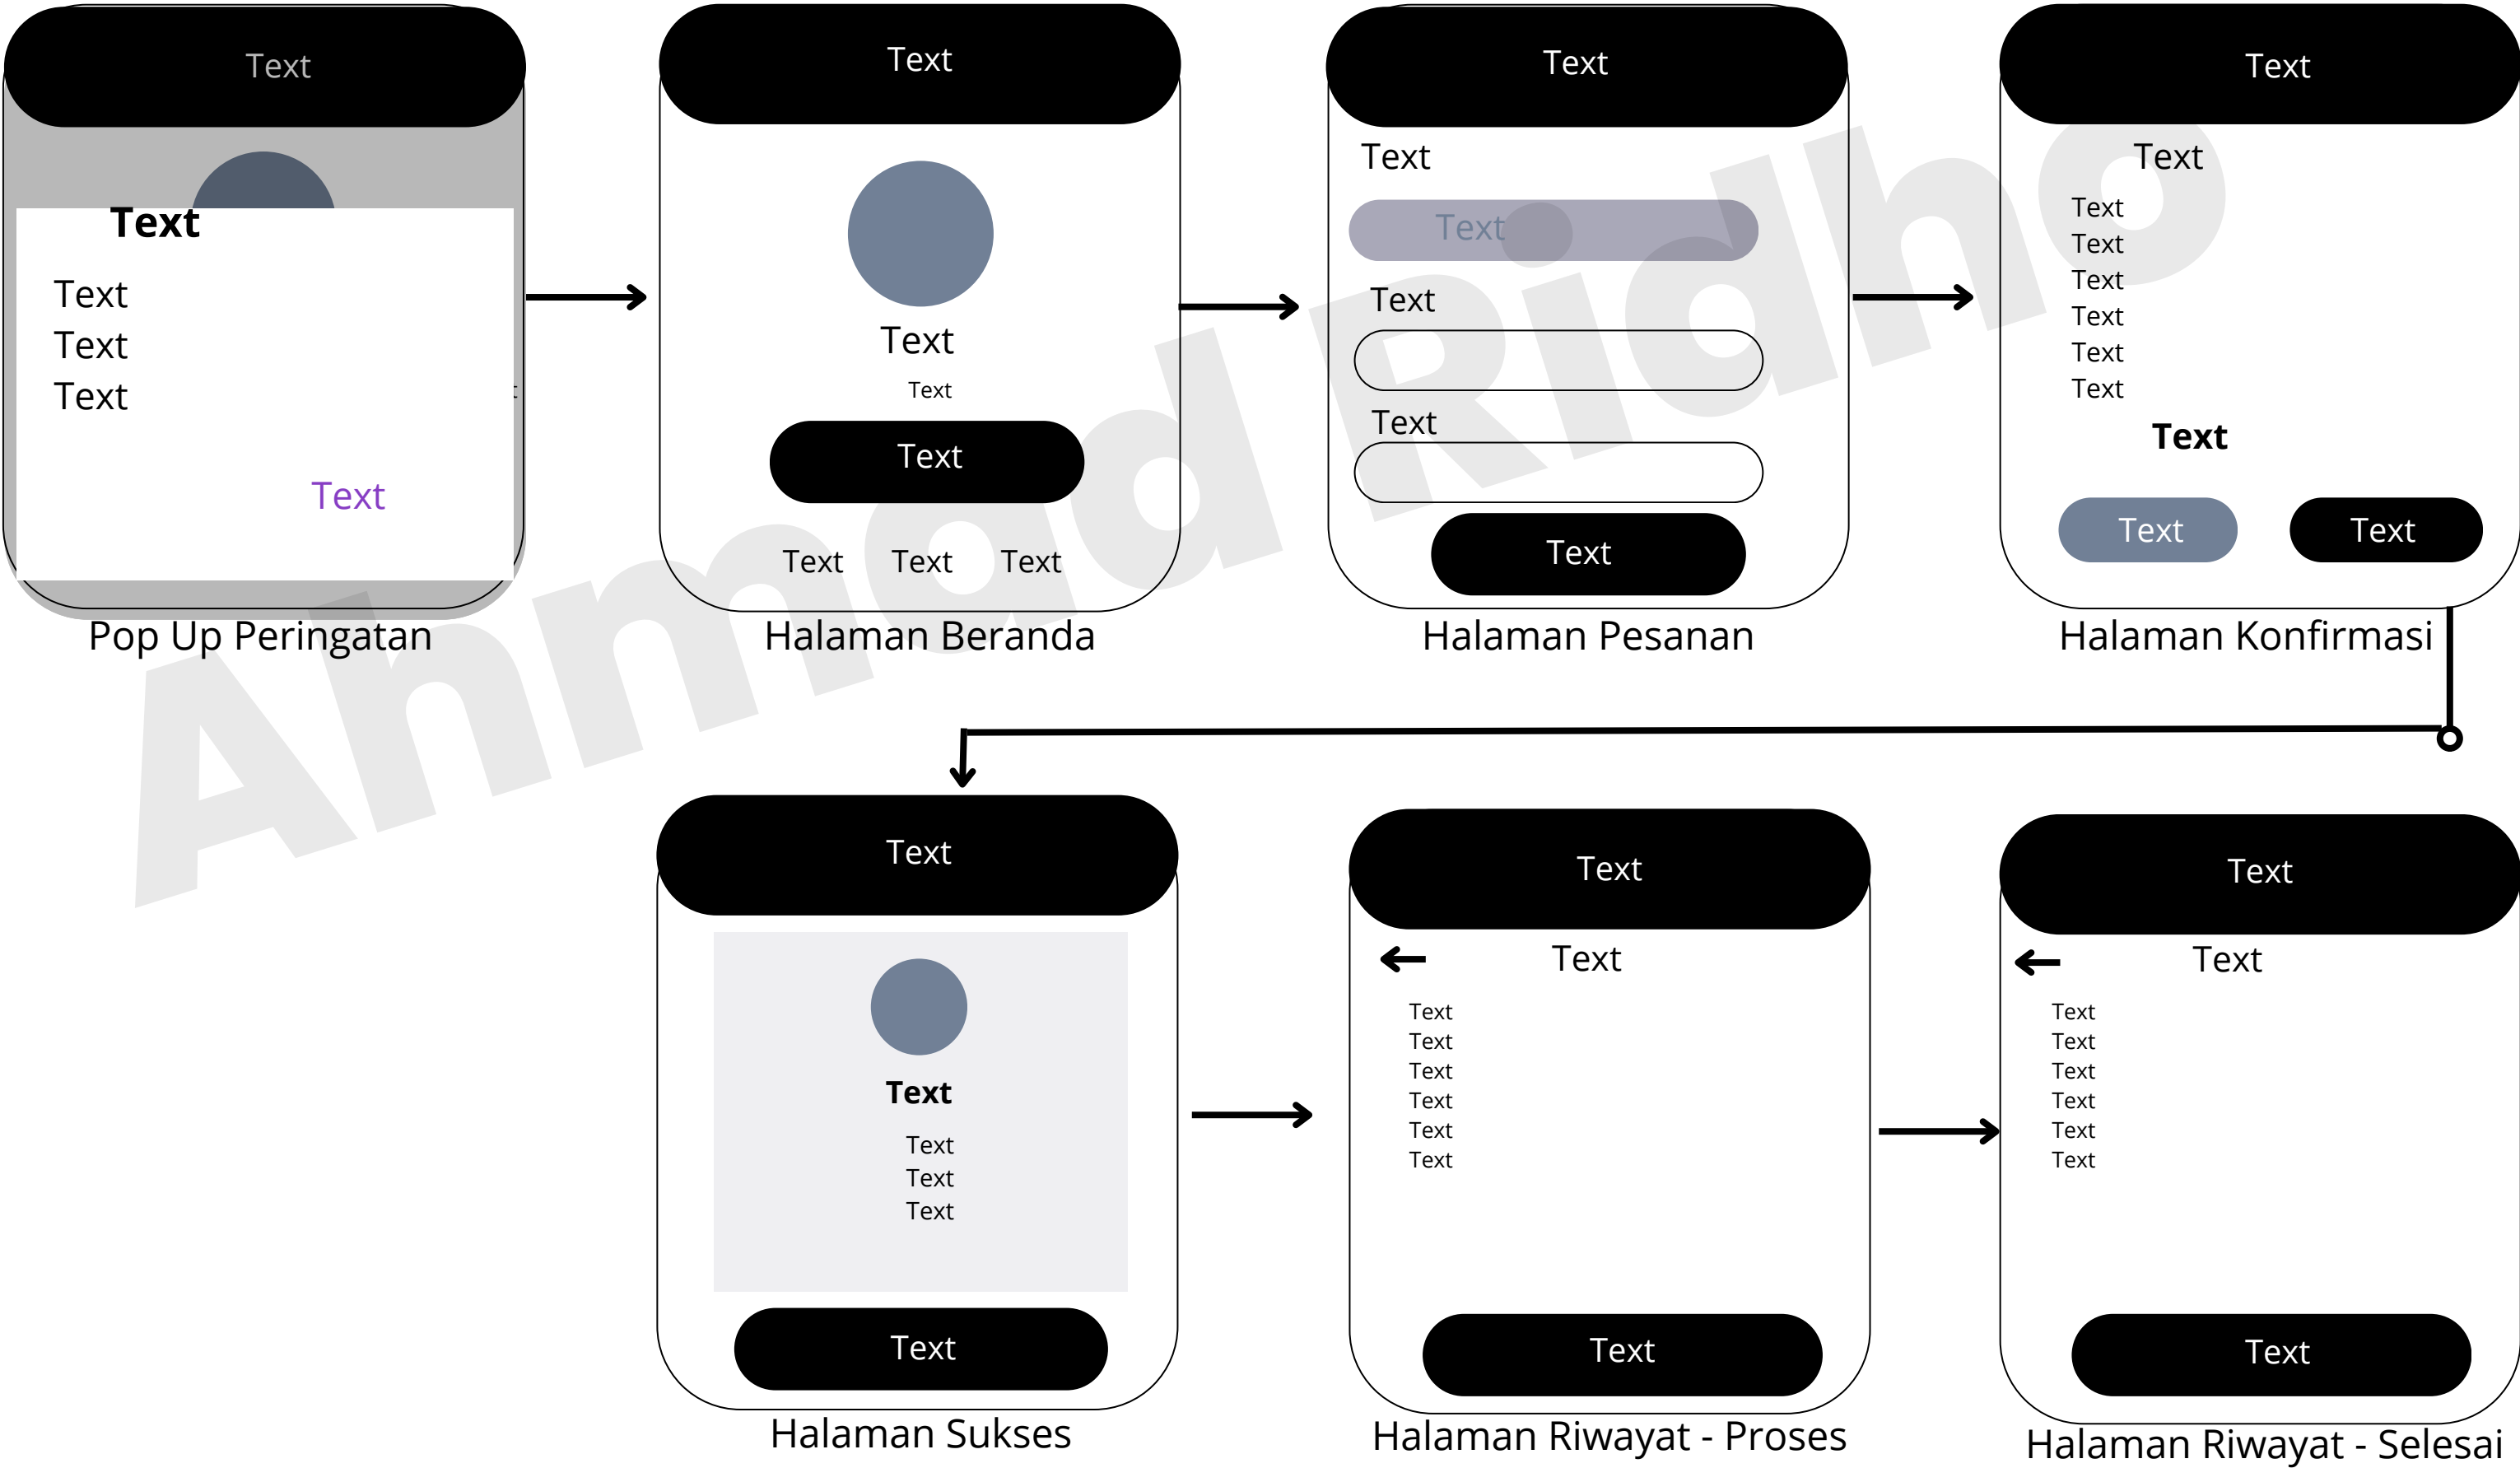 Text
Text
Text
Text
Text
Text
t
Pop Up Peringatan
Text
Text
Text
Text
Text Text Text
Halaman Beranda
Text
Text
Text
Text
Text
Text
Halaman Pesanan
Text
Text
Text
Text
Text
Text
Text
Text
Text
Text Text
Halaman Konfirmasi
Ahmad Ridho
Text
Text
Text
Text
Text
Text
Halaman Sukses
Text
Text
Text
Text
Text
Text
Text
Text
Text
Halaman Riwayat - Proses
Text
Text
Text
Text
Text
Text
Text
Text
Text
Halaman Riwayat - Selesai